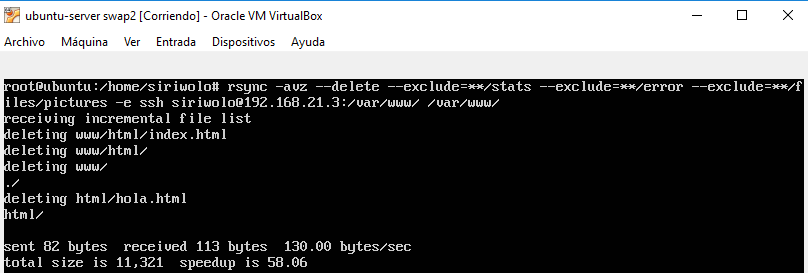 ubuntu-server swap2 [Corriendo] - Oracle VM VirtualBox
Archivo Máquina Ver Entrada Dispositivos Ayuda
root@ubuntu:/home/siriwolo# rsync -avz --delete --exclude=**/stats --exclude=**/error --exclude=**/f
iles/pictures -e ssh siriwolo@192.168.21.3:/var/www/ /var/www/
receiving incremental file list
deleting www/html/index.html
deleting www/html/
deleting www/
./
deleting html/hola.html
html/
sent 82 bytes  received 113 bytes  130.00 bytes/sec
total size is 11,321  speedup is 58.06